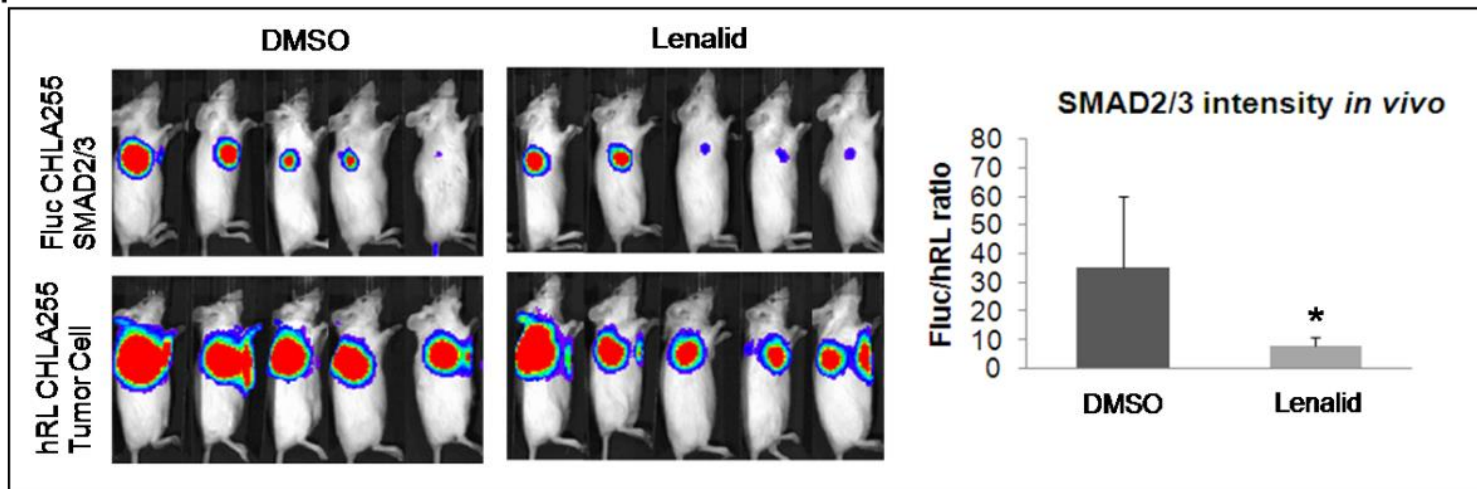 DMSO
Lenalid
Fluc CHLA255
SMAD2/3
hRL CHLA255
Tumor Cell
SMAD2/3 intensity in vivo
Fluc/hRL ratio
80
70
60
50
40
30
20
10
0
*
DMSO
Lenalid